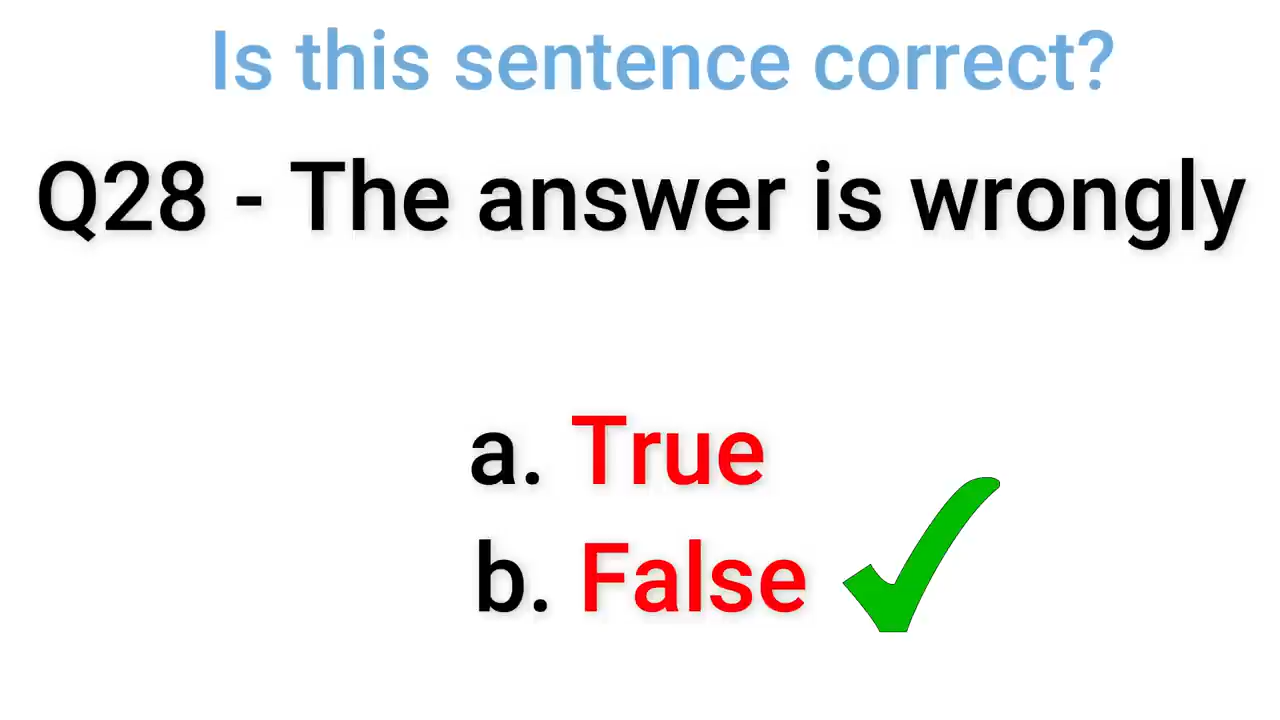 Is this sentence correct?
Q28 - The answer is wrongly
a. True
b. False